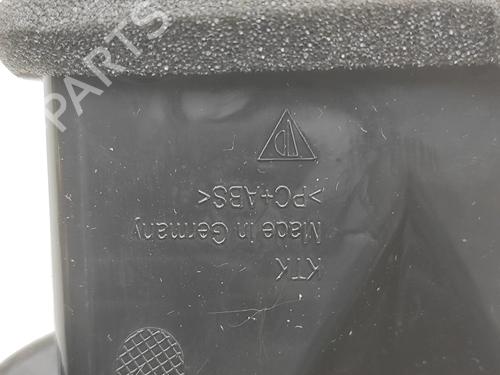 KTK
Made in Germany
>PC+ABS<
B PARTS